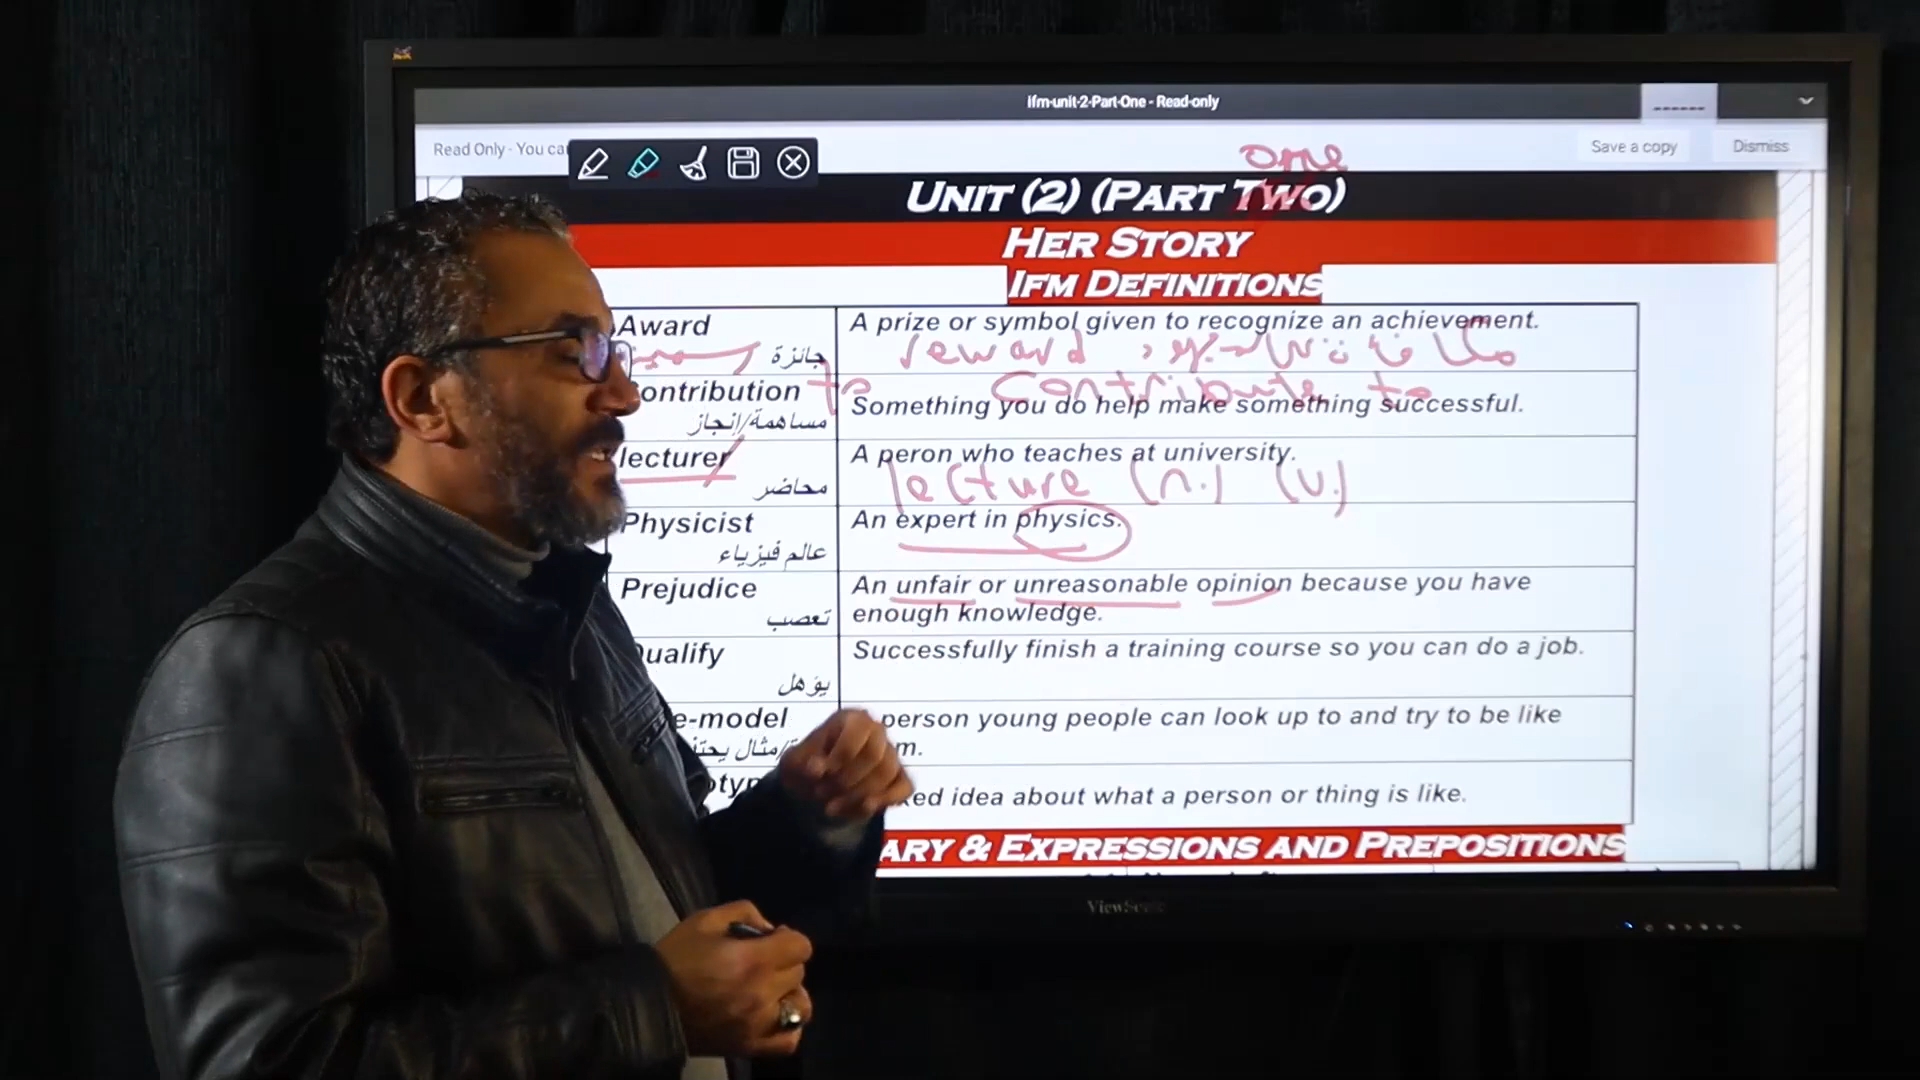 ifm-unit-2-Part-One - Read-only
Read Only - You ca
Save a copy
Dismiss
one
UNIT (2) (PART TWO)
HER STORY
IFM DEFINITIONS
Award
جائزة
A prize or symbol given to recognize an achievement.
reward
to
contribute to
ontribution
مساهمة/إنجاز
Something you do help make something successful.
lecturer
محاضر
A peron who teaches at university.
lecture (n.) (v.)
Physicist
عالم فيزياء
An expert in physics.
Prejudice
تعصب
An unfair or unreasonable opinion because you have
enough knowledge.
ualify
يؤهل
Successfully finish a training course so you can do a job.
e-model
/مثال يحتذ
person young people can look up to and try to be like
m.
otyp
ked idea about what a person or thing is like.
ARY & EXPRESSIONS AND PREPOSITIONS
ViewSonic